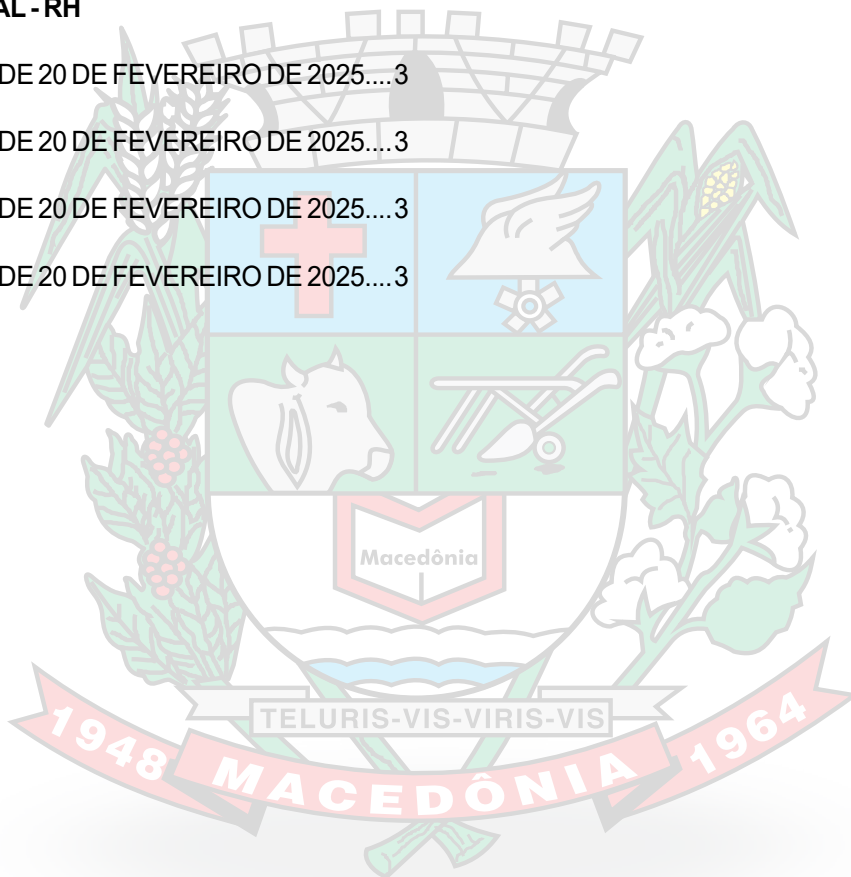 AL - RH
DE 20 DE FEVEREIRO DE 2025....3
DE 20 DE FEVEREIRO DE 2025....3
DE 20 DE FEVEREIRO DE 2025....3
DE 20 DE FEVEREIRO DE 2025....3
Macedônia
TELURIS-VIS-VIRIS-VIS
1948 MACEDÔNIA 1964